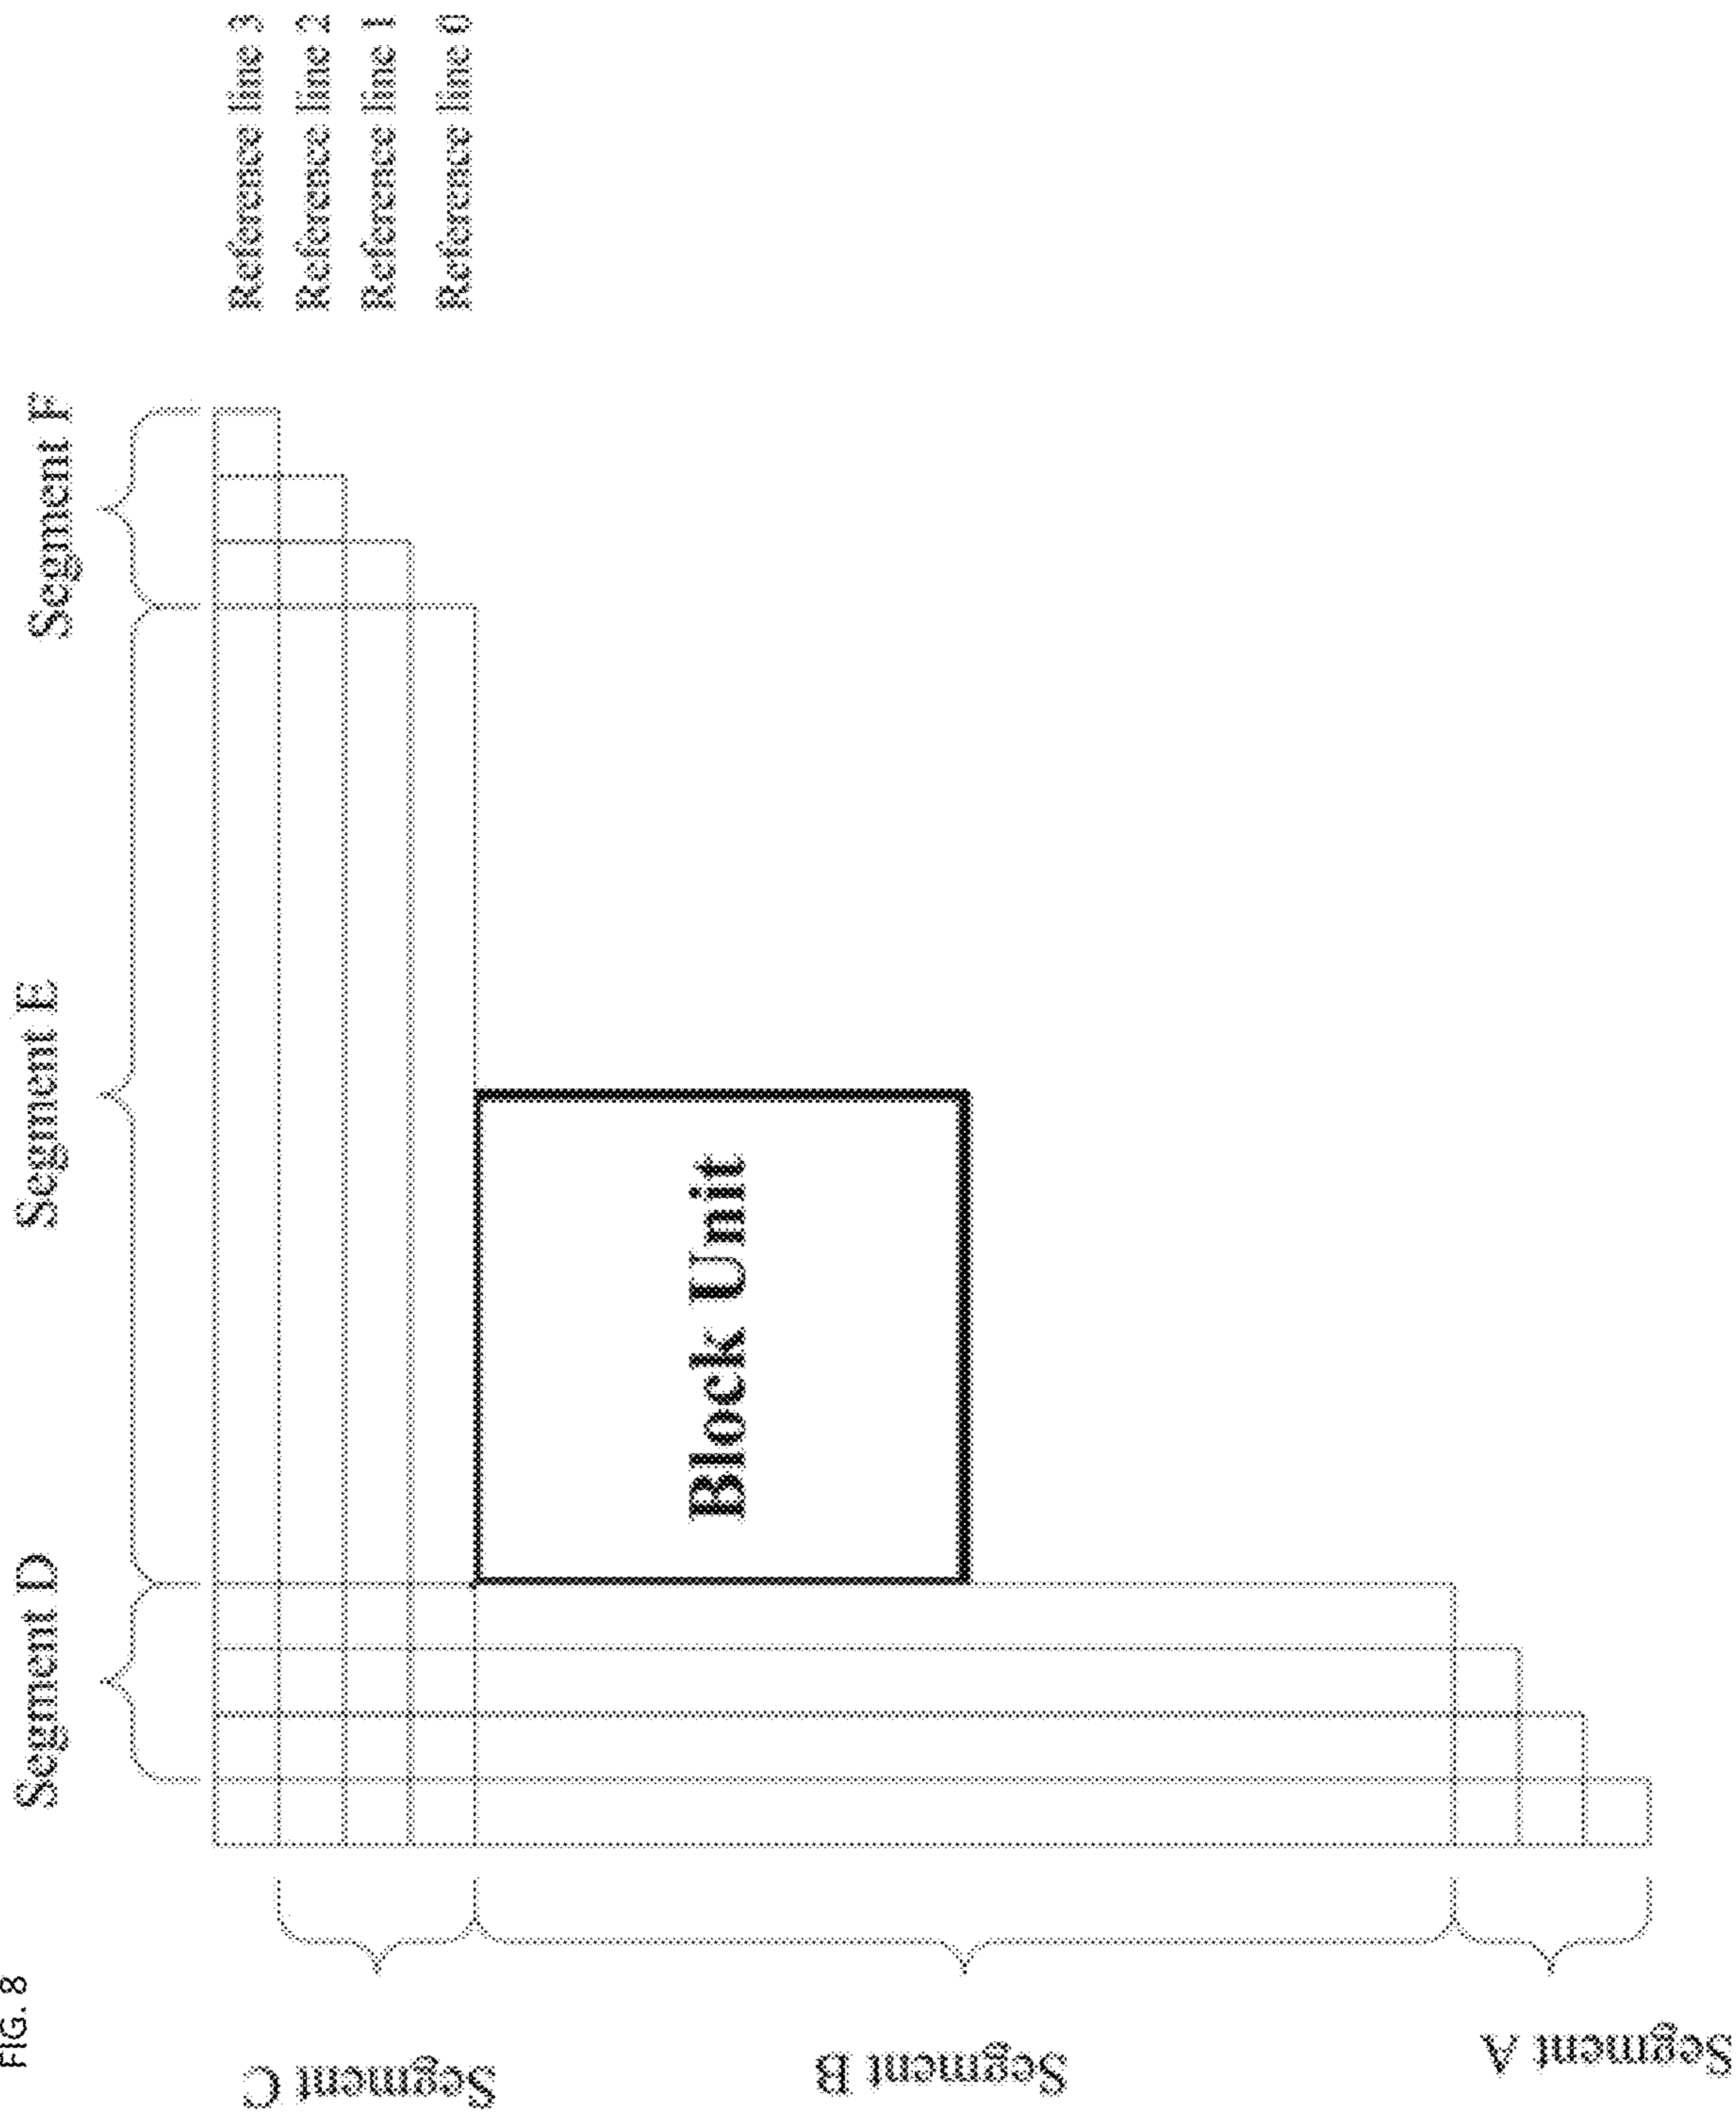 FIG. 8
Segment D
Segment E
Segment F
Reference line 3
Reference line 2
Reference line 1
Reference line 0
Block Unit
Segment C
Segment B
Segment A